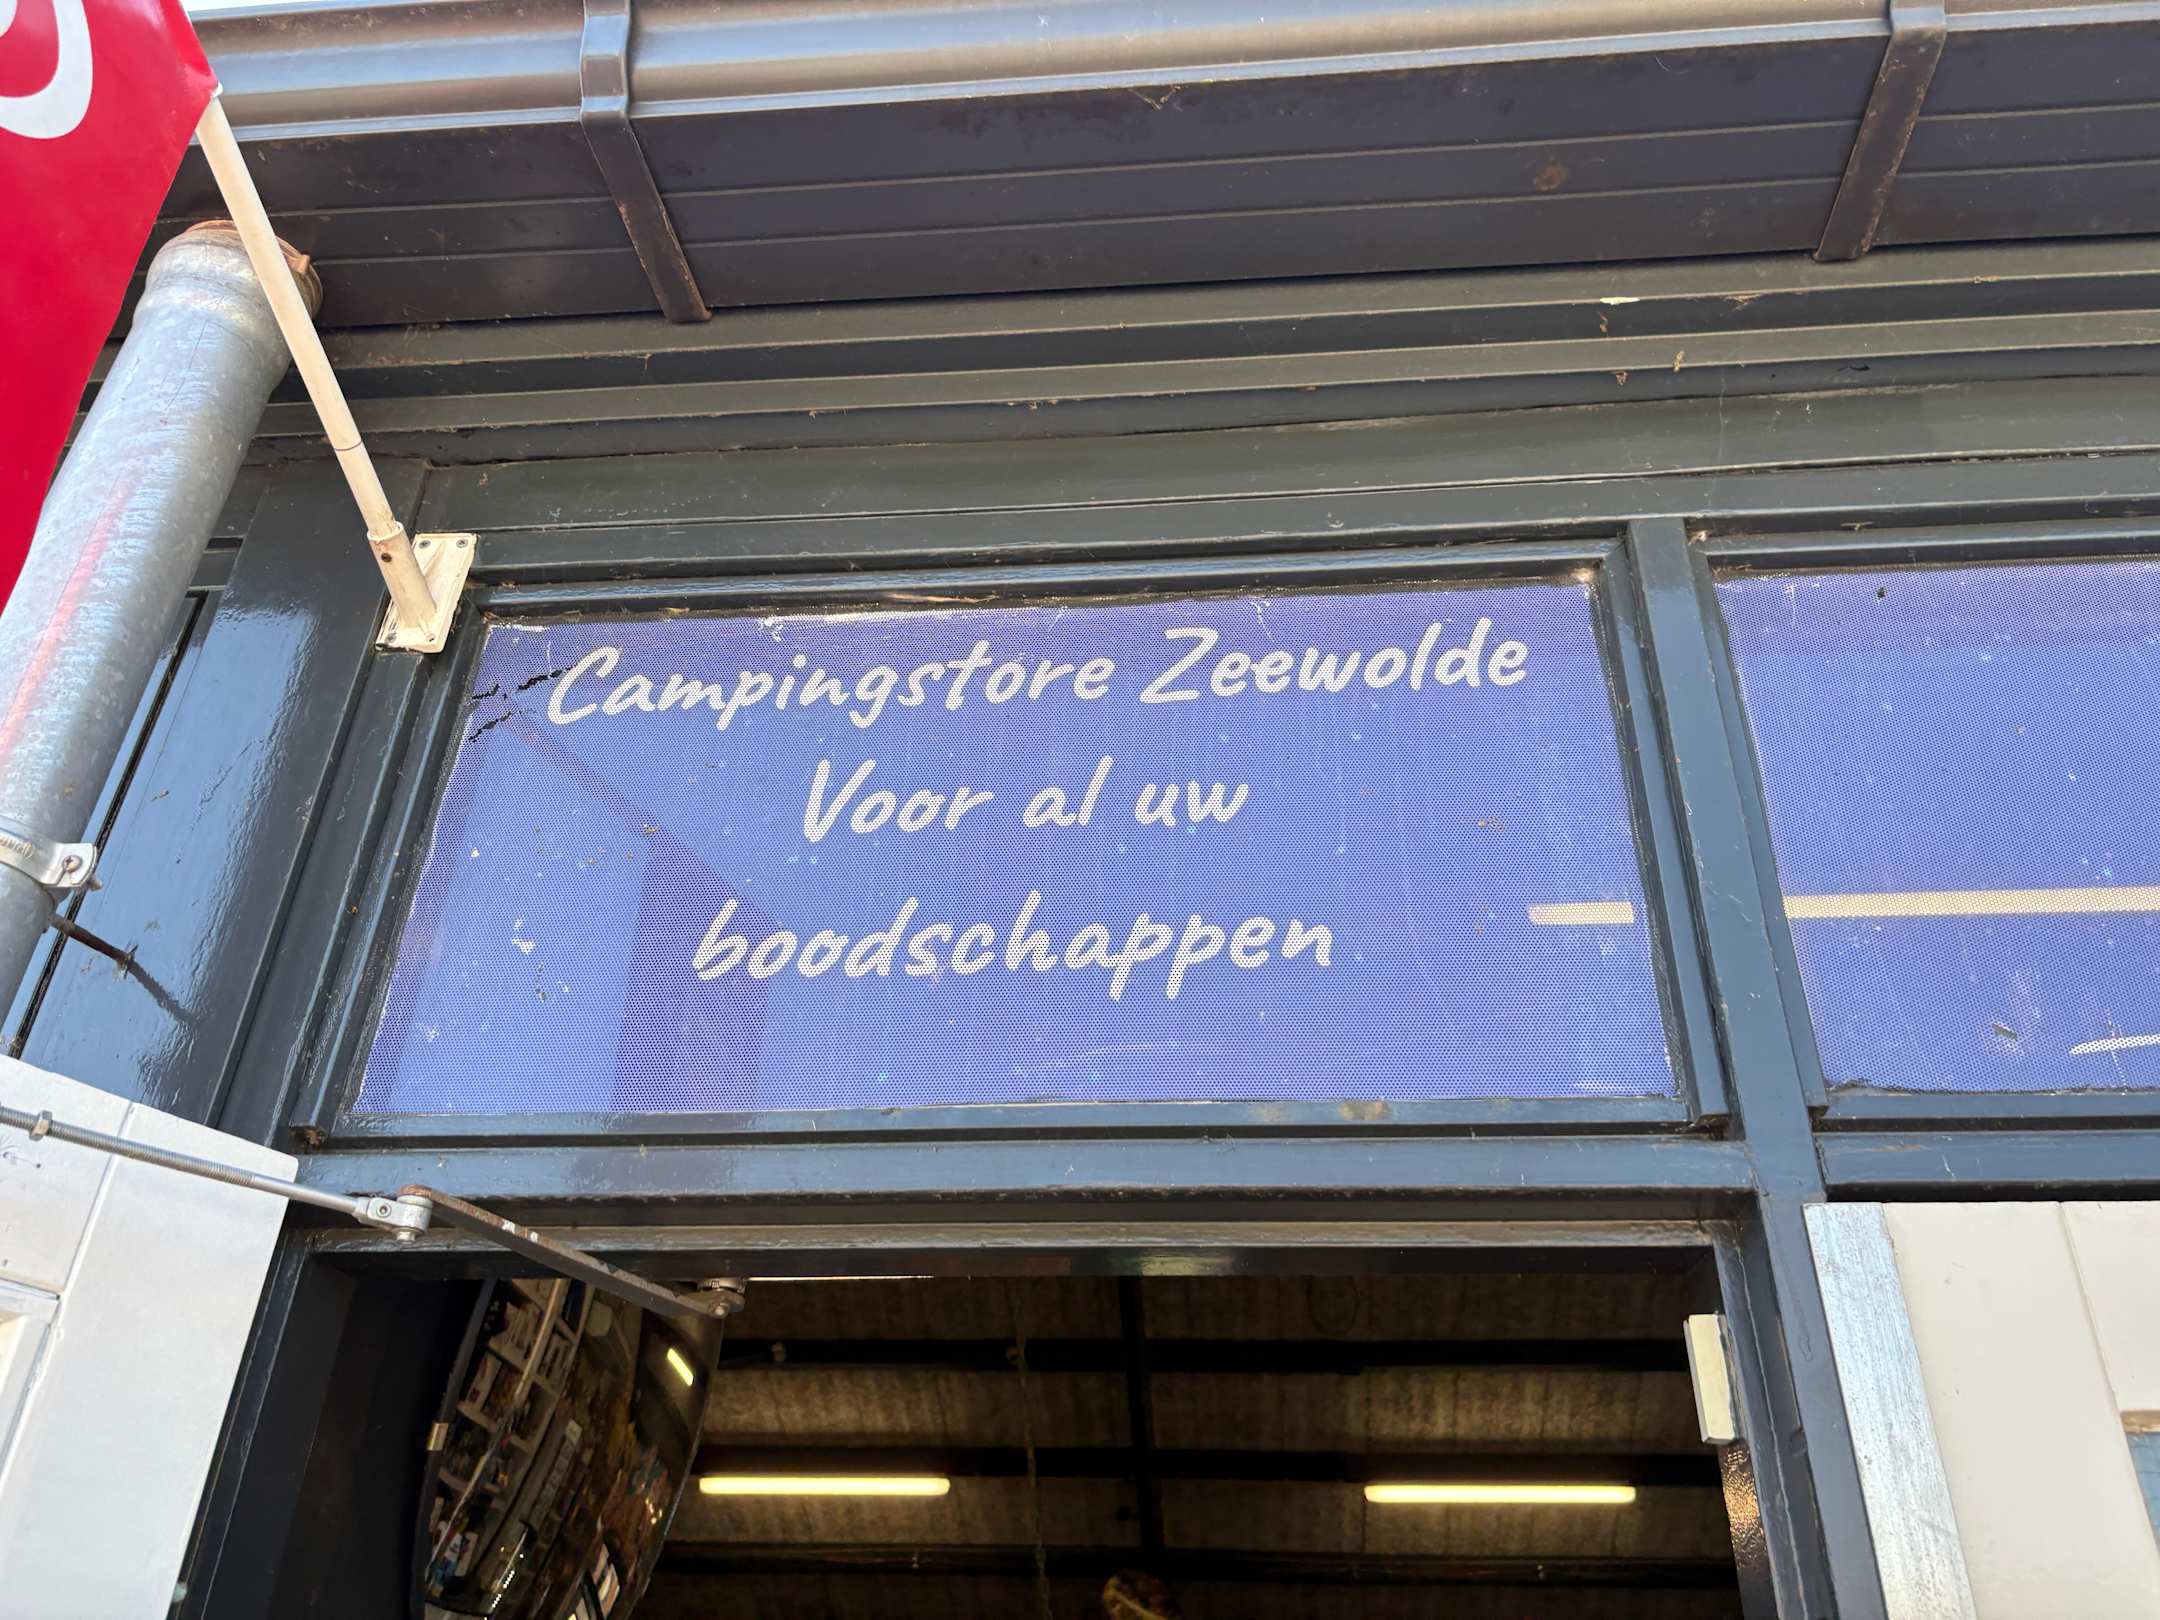 Campingstore Zeewolde
Voor al uw
boodschappen